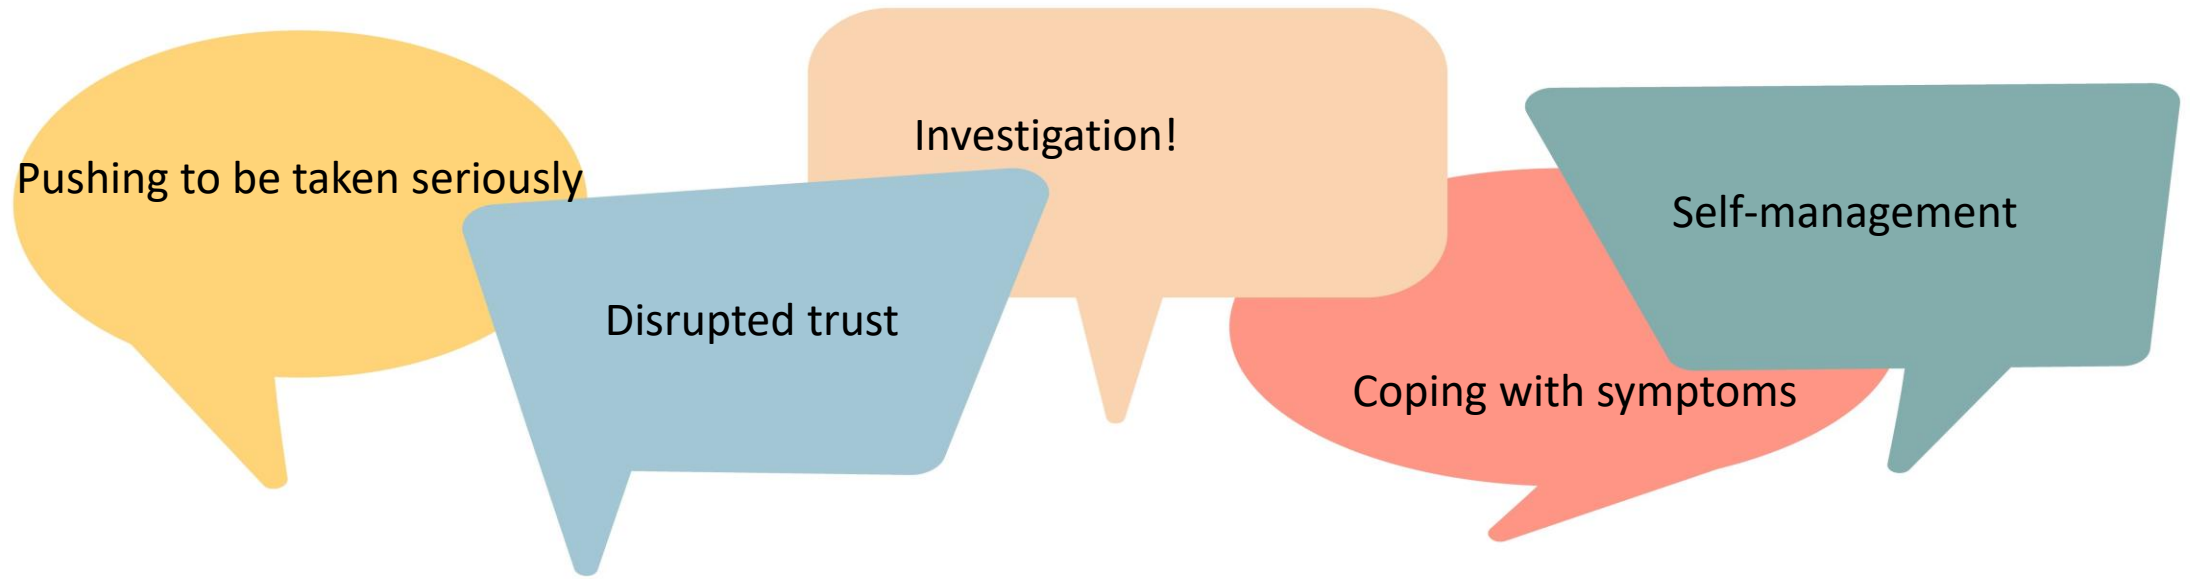 Pushing to be taken seriously
Disrupted trust
Investigation!
Coping with symptoms
Self-management